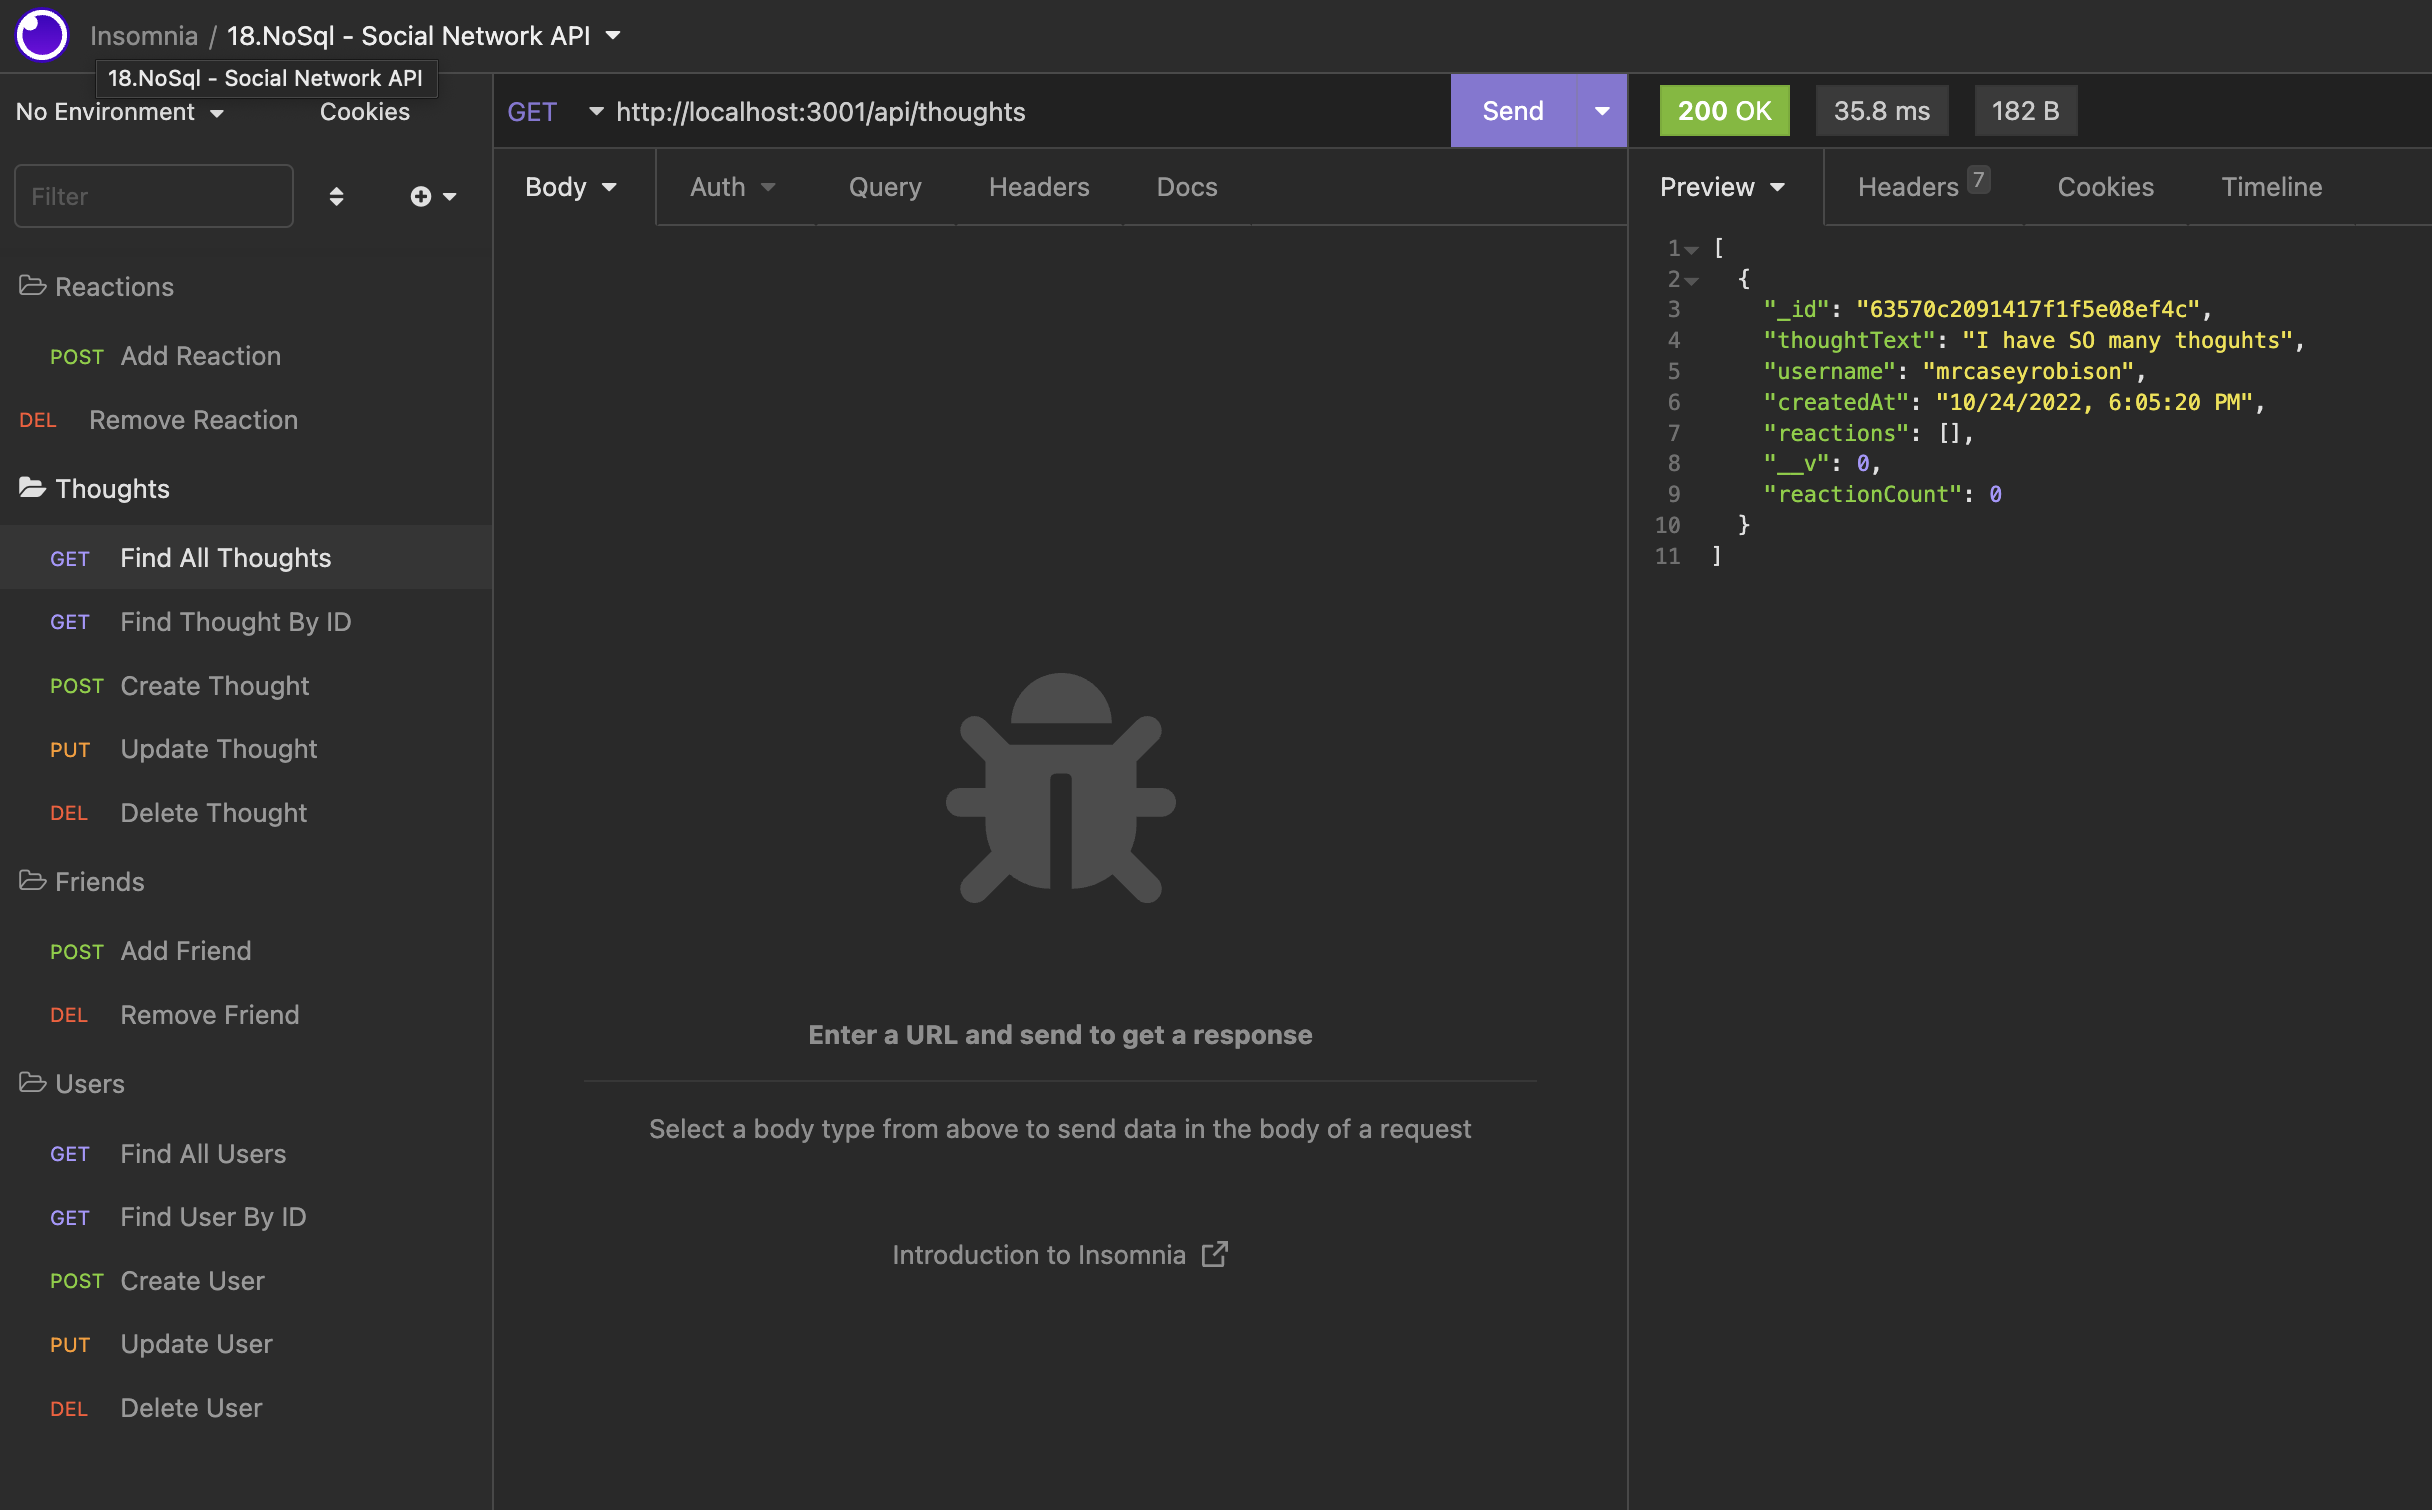 Insomnia / 18.NoSql - Social Network API
18.NoSql - Social Network API
No Environment
Cookies
Filter
Reactions
POST Add Reaction
DEL Remove Reaction
Thoughts
GET Find All Thoughts
GET Find Thought By ID
POST Create Thought
PUT Update Thought
DEL Delete Thought
Friends
POST Add Friend
DEL Remove Friend
Users
GET Find All Users
GET Find User By ID
POST Create User
PUT Update User
DEL Delete User
GET http://localhost:3001/api/thoughts
Send
Body Auth Query Headers Docs
Enter a URL and send to get a response
Select a body type from above to send data in the body of a request
Introduction to Insomnia
200 OK 35.8 ms 182 B
Preview Headers 7 Cookies Timeline
1 [
2 {
3 "_id": "63570c2091417f1f5e08ef4c",
4 "thoughtText": "I have SO many thoguhts",
5 "username": "mrcaseyrobison",
6 "createdAt": "10/24/2022, 6:05:20 PM",
7 "reactions": [],
8 "__v": 0,
9 "reactionCount": 0
10 }
11 ]